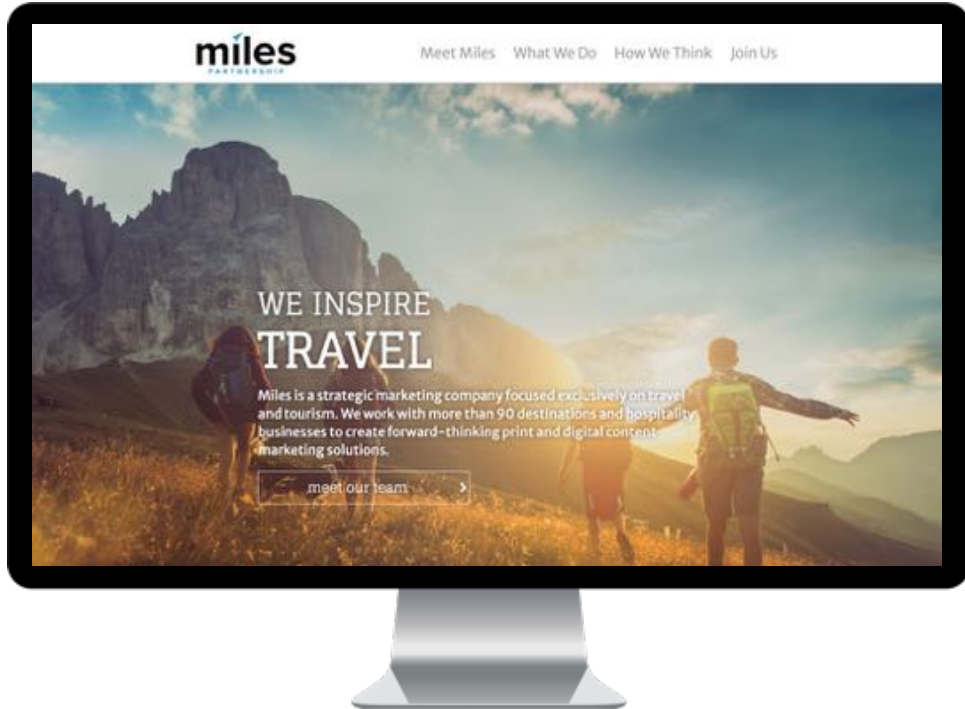 miles
PARTNERSHIP
Meet Miles What We Do How We Think Join Us
WE INSPIRE
TRAVEL
Miles is a strategic marketing company focused exclusively on travel
and tourism. We work with more than 90 destinations and hospitality
businesses to create forward-thinking print and digital content
marketing solutions.
meet our team >